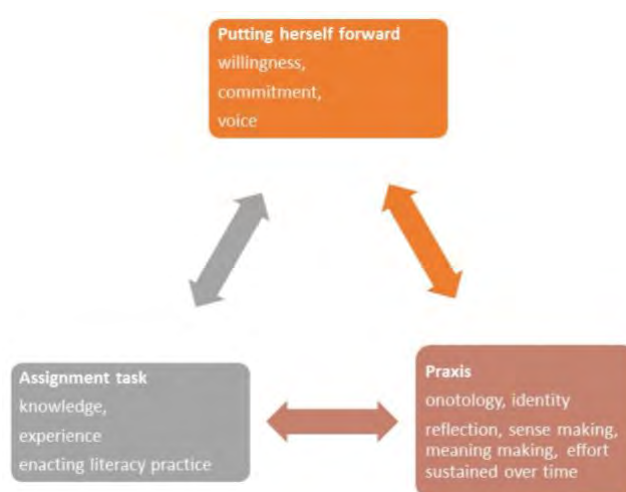 Putting herself forward
willingness,
commitment,
voice
Assignment task
knowledge,
experience
enacting literacy practice
Praxis
onotology, identity
reflection, sense making,
meaning making, effort
sustained over time